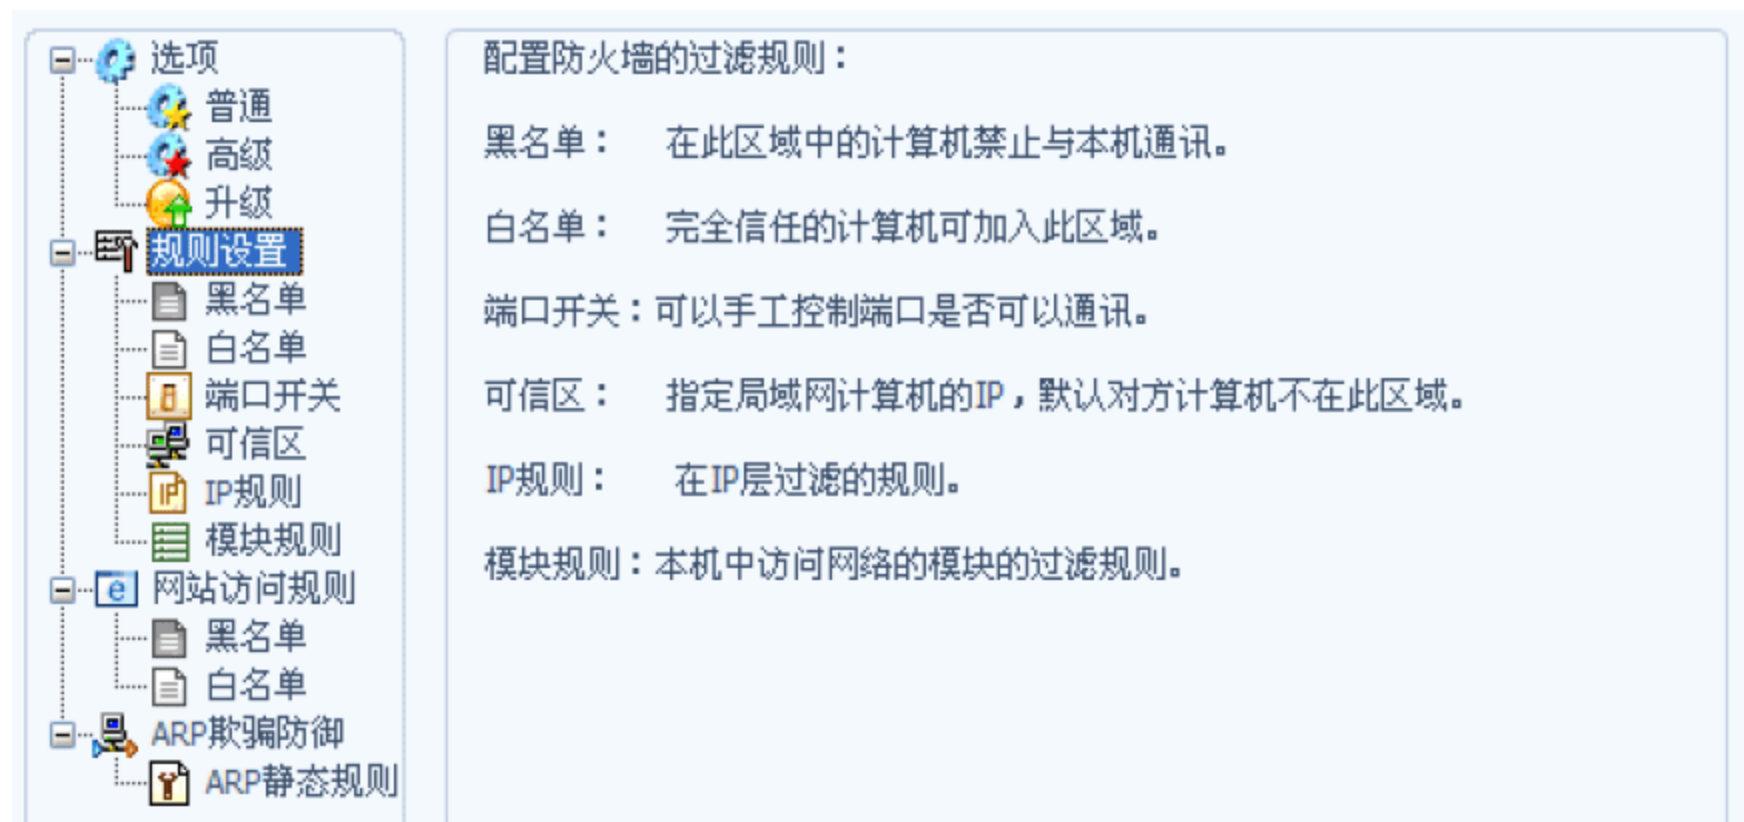 选项
普通
高级
升级
规则设置
黑名单
白名单
端口开关
可信区
IP规则
模块规则
网站访问规则
黑名单
白名单
ARP欺骗防御
ARP静态规则
配置防火墙的过滤规则：
黑名单： 在此区域中的计算机禁止与本机通讯。
白名单： 完全信任的计算机可加入此区域。
端口开关：可以手工控制端口是否可以通讯。
可信区： 指定局域网计算机的IP，默认对方计算机不在此区域。
IP规则： 在IP层过滤的规则。
模块规则：本机中访问网络的模块的过滤规则。